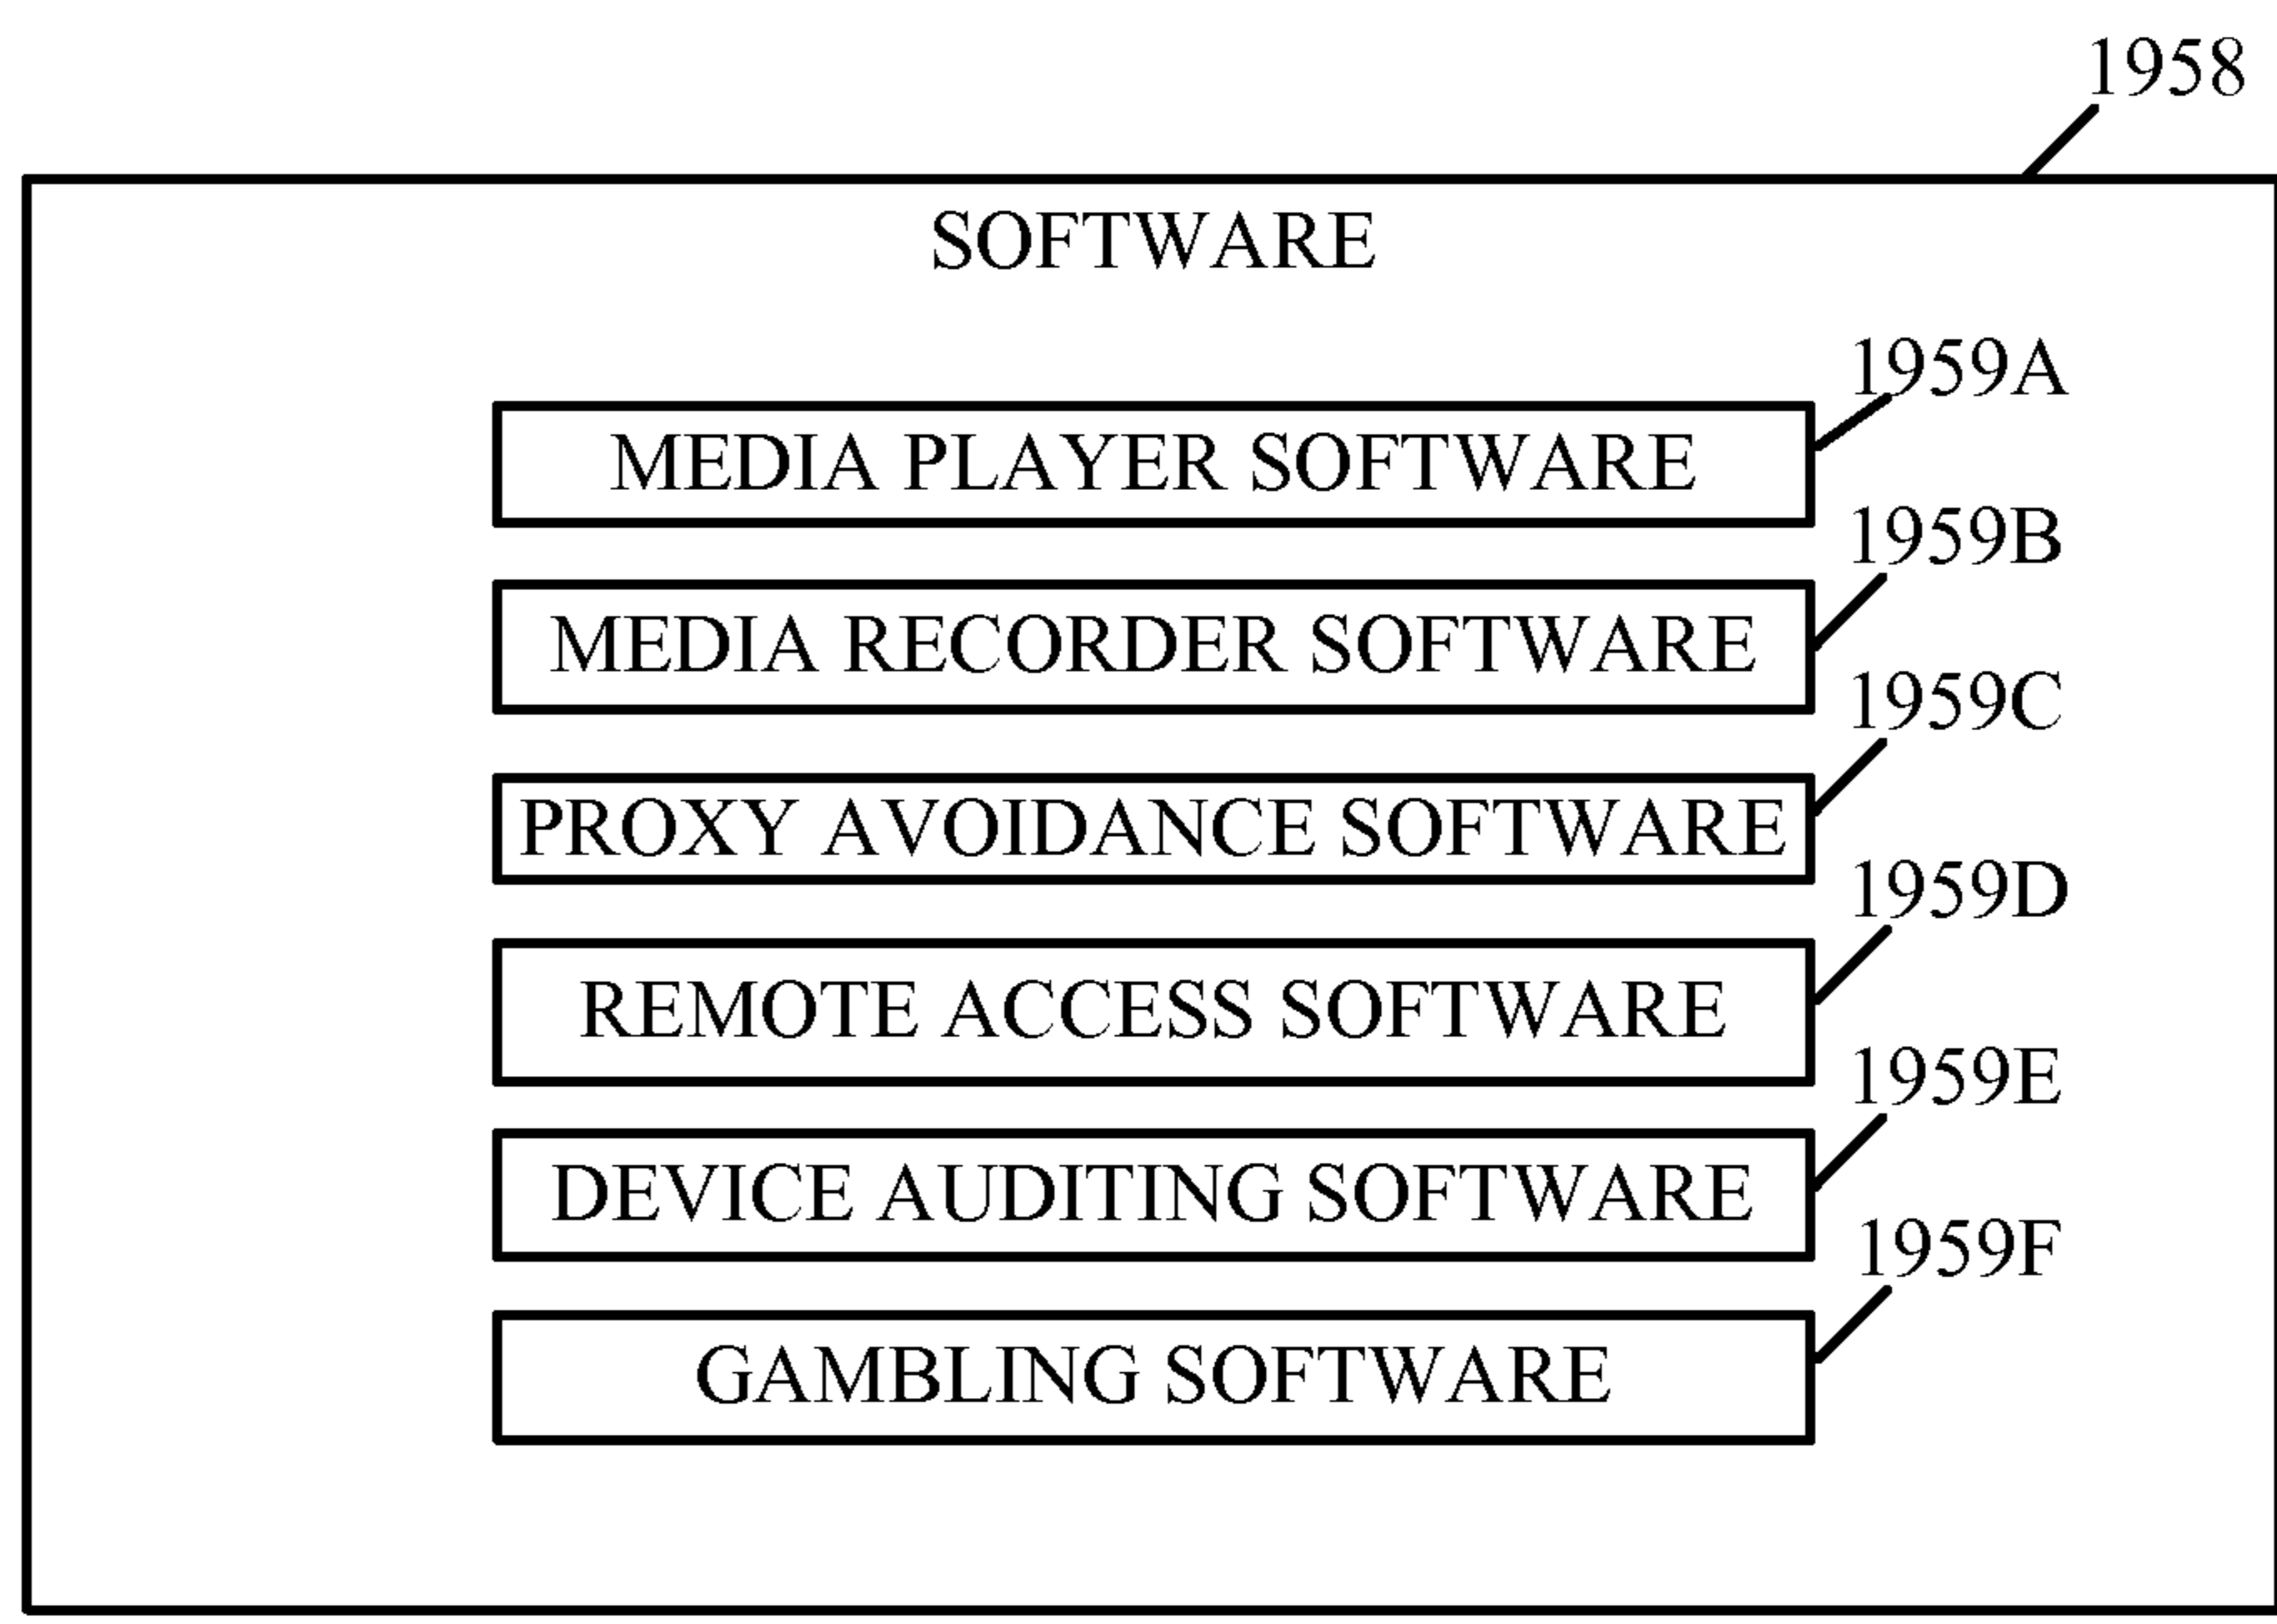 1958
SOFTWARE
1959A
MEDIA PLAYER SOFTWARE
1959B
MEDIA RECORDER SOFTWARE
1959C
PROXY AVOIDANCE SOFTWARE
1959D
REMOTE ACCESS SOFTWARE
1959E
DEVICE AUDITING SOFTWARE
1959F
GAMBLING SOFTWARE